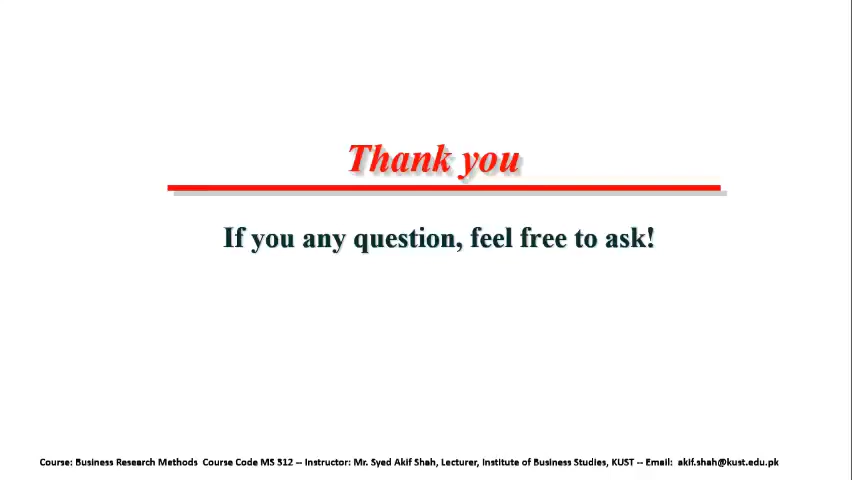 Thank you
If you any question, feel free to ask!
Course: Business Research Methods Course Code MS 312 -- Instructor: Mr. Syed Akif Shah, Lecturer, Institute of Business Studies, KUST -- Email: akif.shah@kust.edu.pk